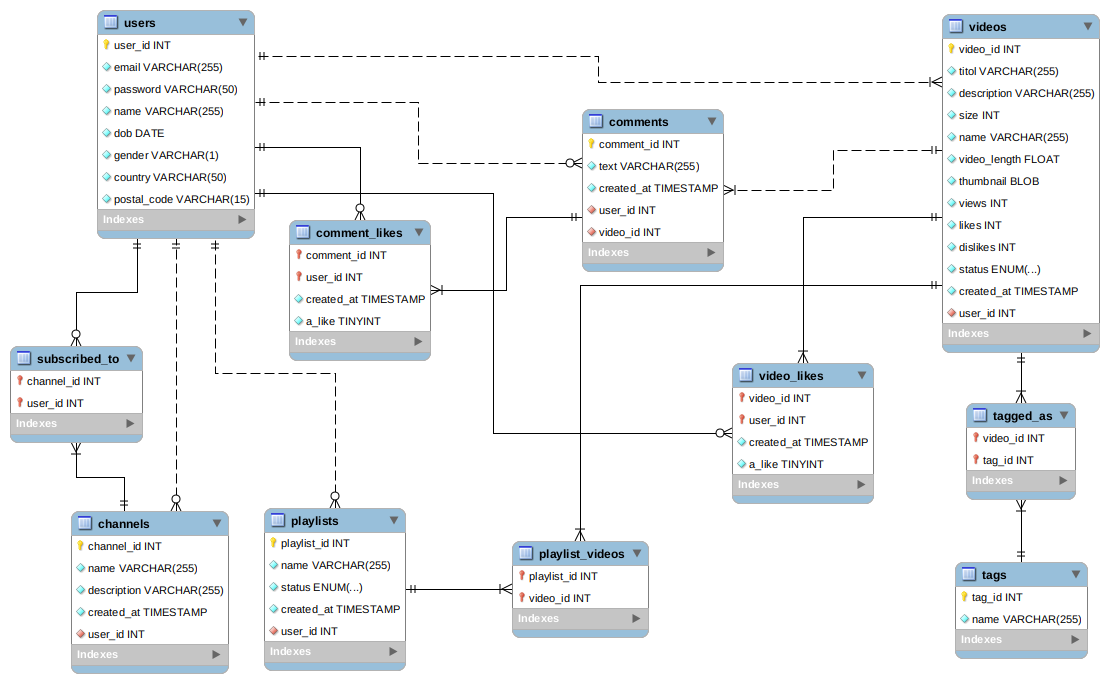 users
user_id INT
email VARCHAR(255)
password VARCHAR(50)
name VARCHAR(255)
dob DATE
gender VARCHAR(1)
country VARCHAR(50)
postal_code VARCHAR(15)
Indexes
videos
video_id INT
titol VARCHAR(255)
description VARCHAR(255)
size INT
name VARCHAR(255)
video_length FLOAT
thumbnail BLOB
views INT
likes INT
dislikes INT
status ENUM(...)
created_at TIMESTAMP
user_id INT
Indexes
comments
comment_id INT
text VARCHAR(255)
created_at TIMESTAMP
user_id INT
video_id INT
Indexes
comment_likes
comment_id INT
user_id INT
created_at TIMESTAMP
a_like TINYINT
Indexes
subscribed_to
channel_id INT
user_id INT
Indexes
video_likes
video_id INT
user_id INT
created_at TIMESTAMP
a_like TINYINT
Indexes
tagged_as
video_id INT
tag_id INT
Indexes
channels
channel_id INT
name VARCHAR(255)
description VARCHAR(255)
created_at TIMESTAMP
user_id INT
Indexes
playlists
playlist_id INT
name VARCHAR(255)
status ENUM(...)
created_at TIMESTAMP
user_id INT
Indexes
playlist_videos
playlist_id INT
video_id INT
Indexes
tags
tag_id INT
name VARCHAR(255)
Indexes